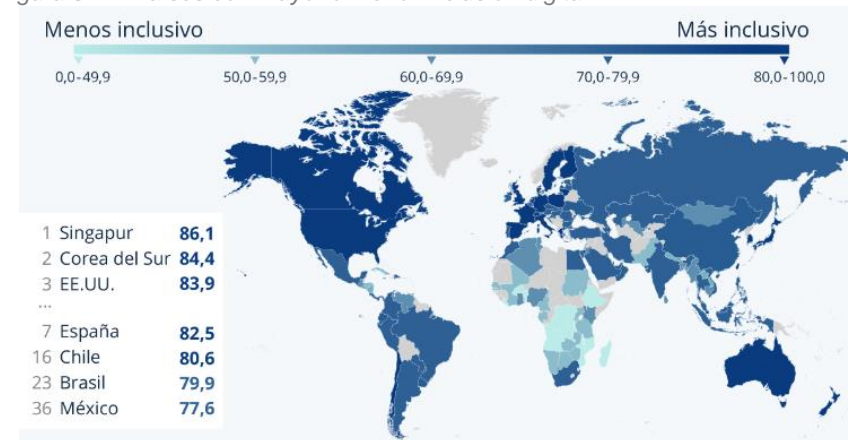 Menos inclusivo Más inclusivo
0,0-49,9 50,0-59,9 60,0-69,9 70,0-79,9 80,0-100,0
1 Singapur 86,1
2 Corea del Sur 84,4
3 EE.UU. 83,9
...
7 España 82,5
16 Chile 80,6
23 Brasil 79,9
36 México 77,6